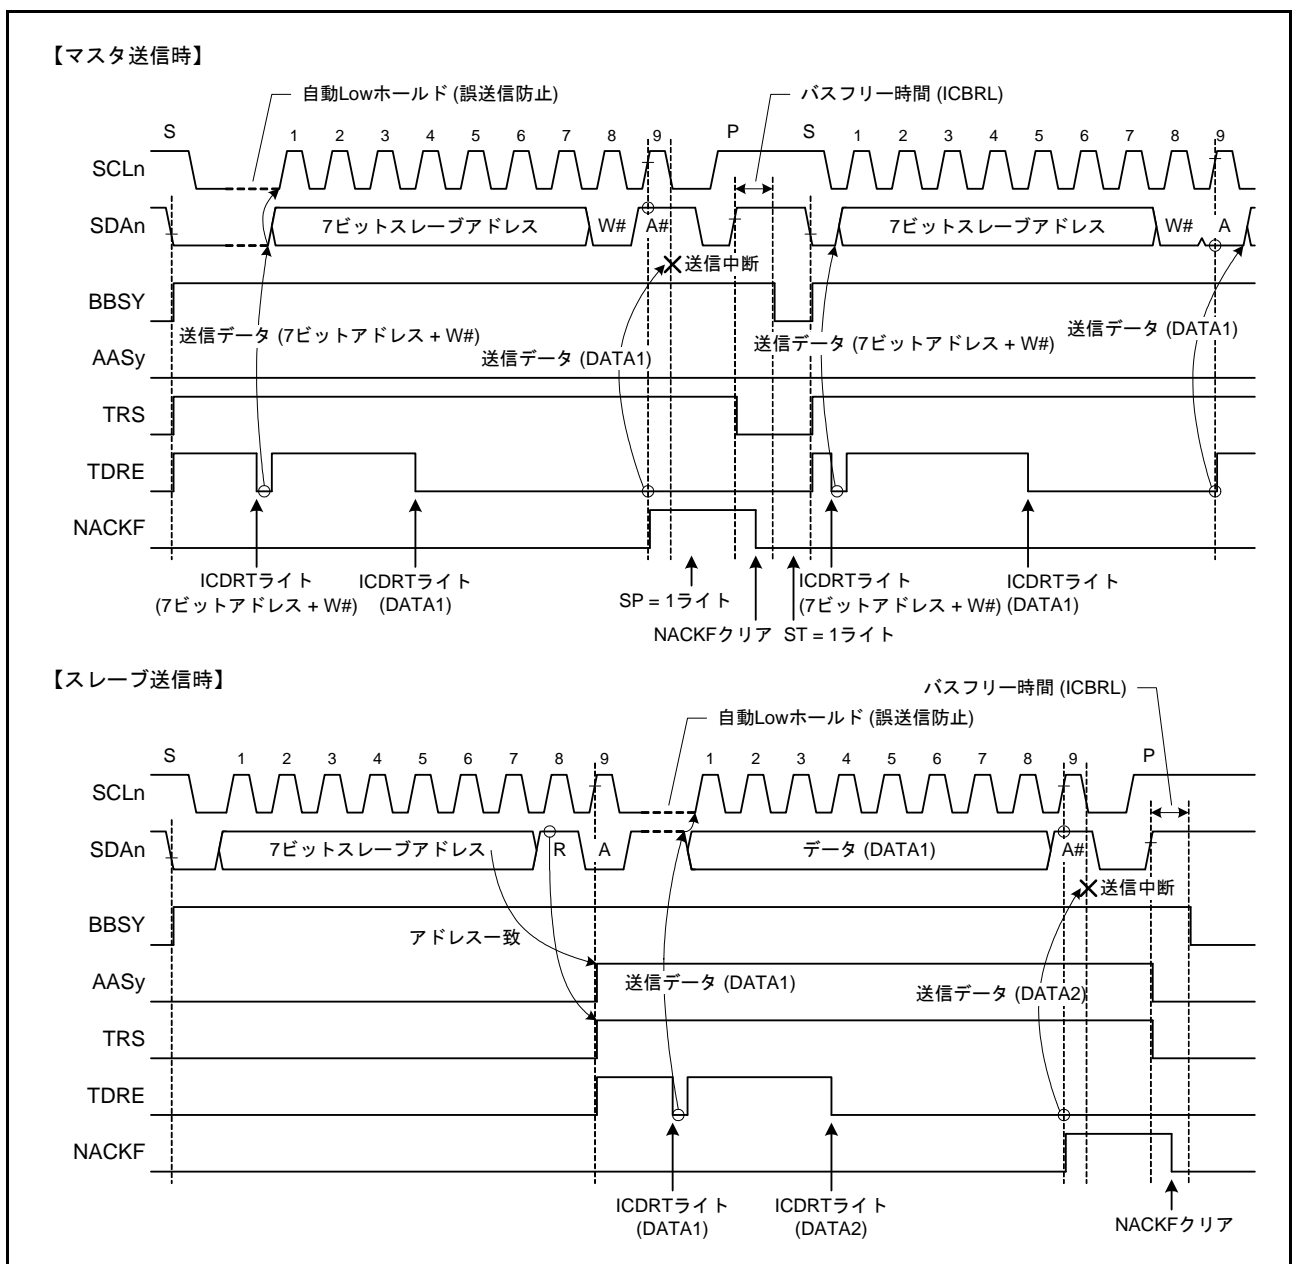 【マスタ送信時】
自動Lowホールド (誤送信防止)
バスフリー時間 (ICBRL)
S 1 2 3 4 5 6 7 8 9 P S 1 2 3 4 5 6 7 8 9
SCLn
SDAn 7ビットスレーブアドレス W# A# 7ビットスレーブアドレス W# A
送信中断
BBSY
送信データ (7ビットアドレス + W#) 送信データ (DATA1) 送信データ (7ビットアドレス + W#) 送信データ (DATA1)
AASy
TRS
TDRE
NACKF
ICDRTライト
(7ビットアドレス + W#)
ICDRTライト
(DATA1)
SP = 1ライト
NACKFクリア
ST = 1ライト
ICDRTライト
(7ビットアドレス + W#)
ICDRTライト
(DATA1)
【スレーブ送信時】
バスフリー時間 (ICBRL)
自動Lowホールド (誤送信防止)
S 1 2 3 4 5 6 7 8 9 1 2 3 4 5 6 7 8 9 P
SCLn
SDAn 7ビットスレーブアドレス R A データ (DATA1) A#
送信中断
BBSY
アドレス一致
AASy
送信データ (DATA1) 送信データ (DATA2)
TRS
TDRE
NACKF
ICDRTライト
(DATA1)
ICDRTライト
(DATA2)
NACKFクリア